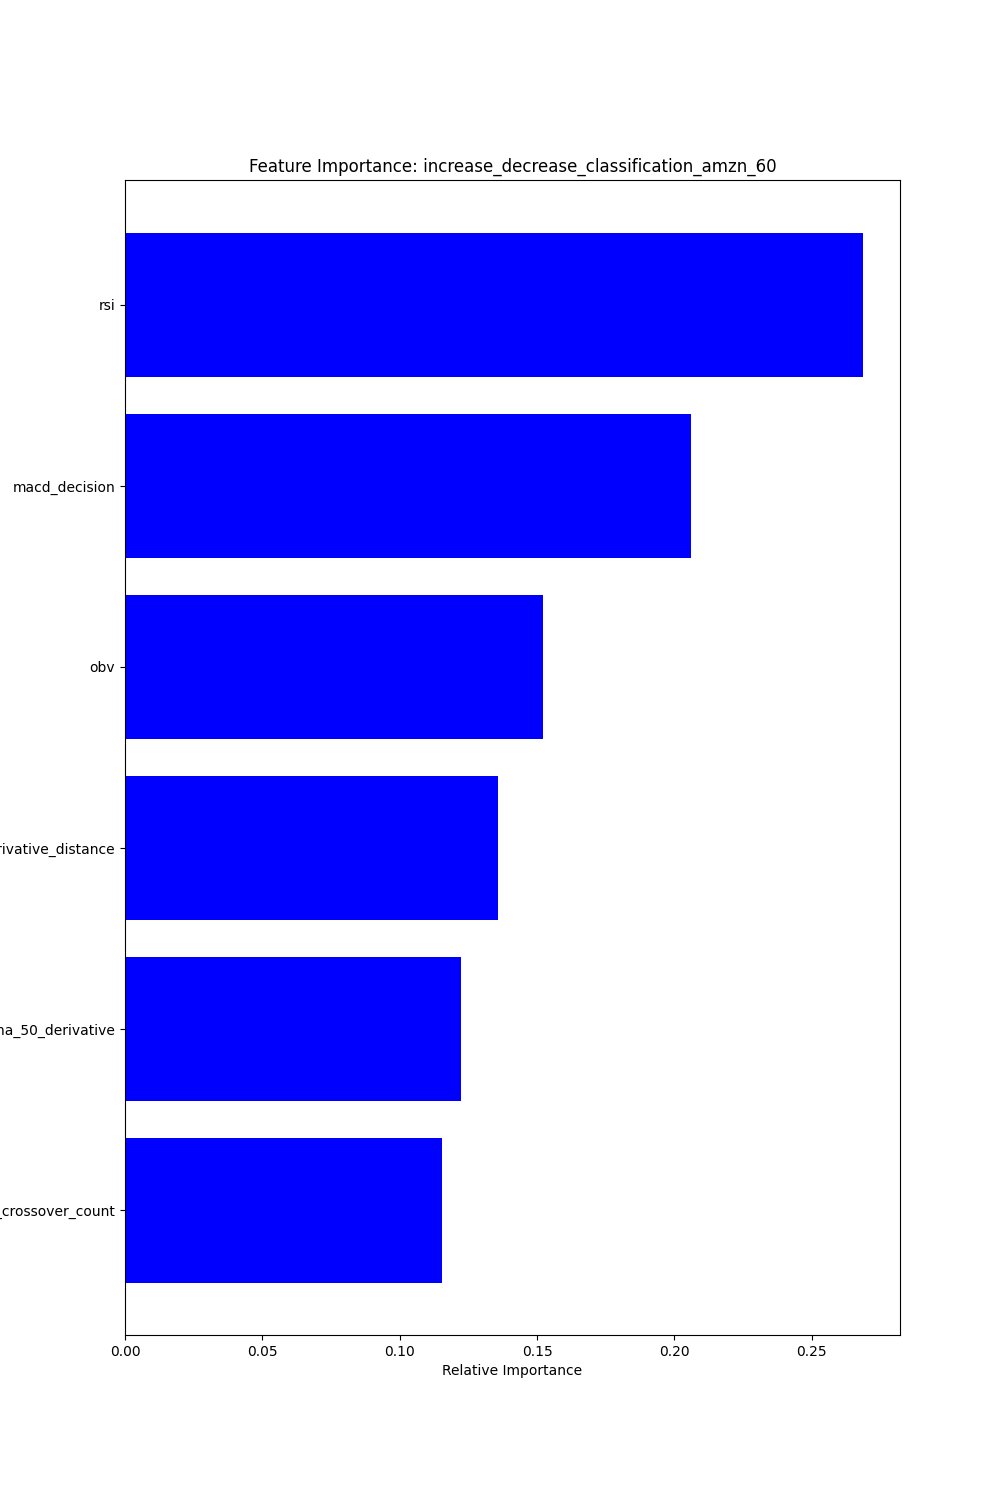 Feature Importance: increase_decrease_classification_amzn_60
rsi
macd_decision
obv
rivative_distance
na_50_derivative
_crossover_count
0.00 0.05 0.10 0.15 0.20 0.25
Relative Importance